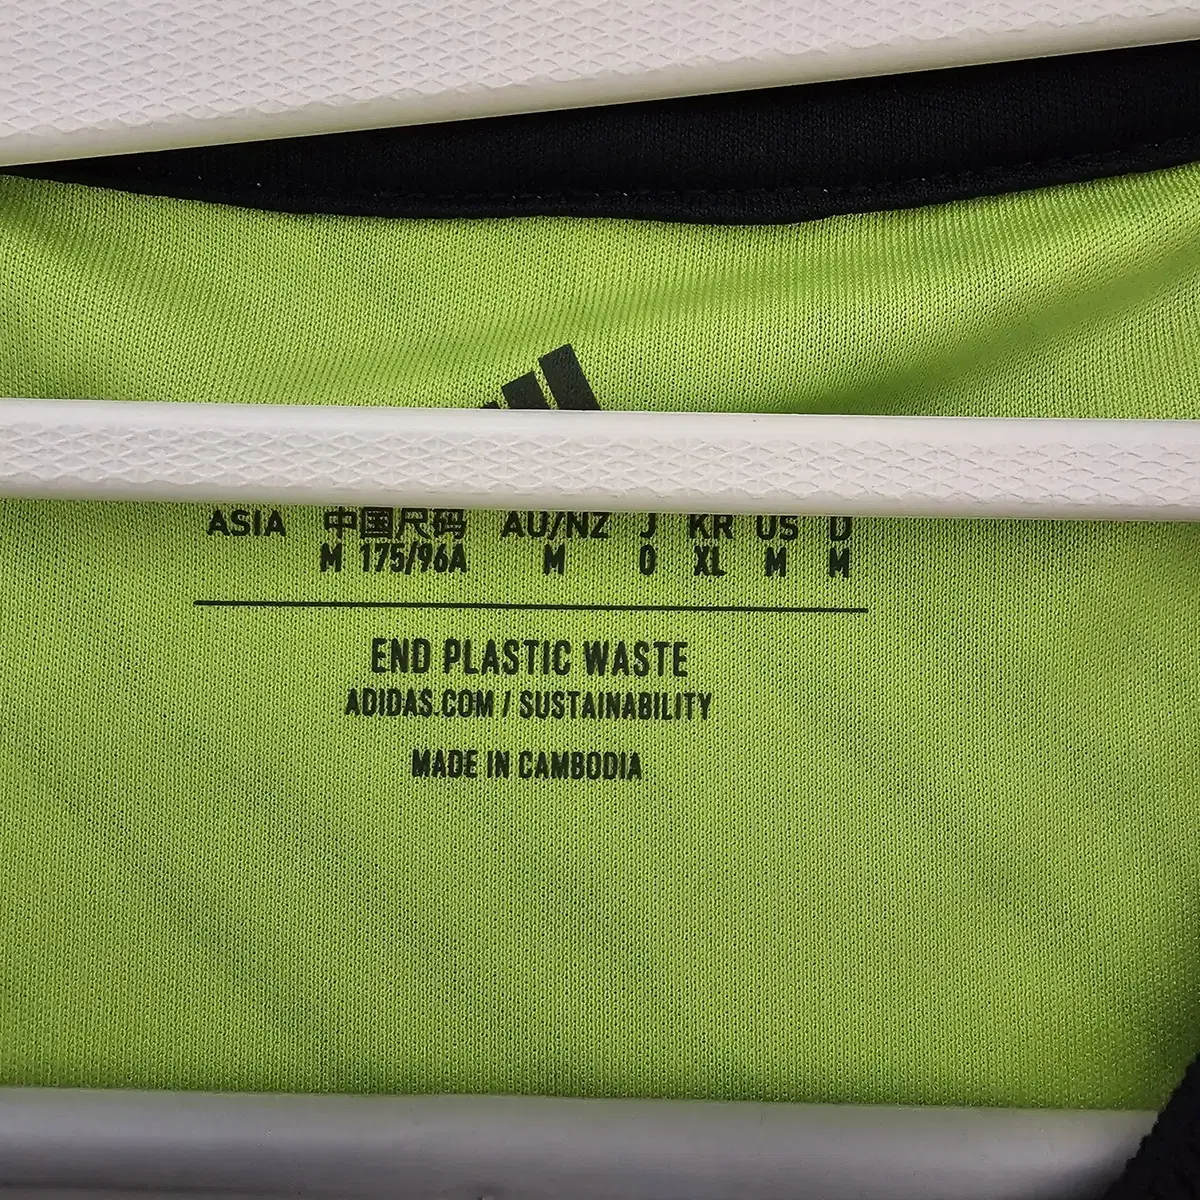 ASIA 中国尺码 AU/NZ J KR US D
M 175/96A M O XL M M
END PLASTIC WASTE
ADIDAS.COM / SUSTAINABILITY
MADE IN CAMBODIA